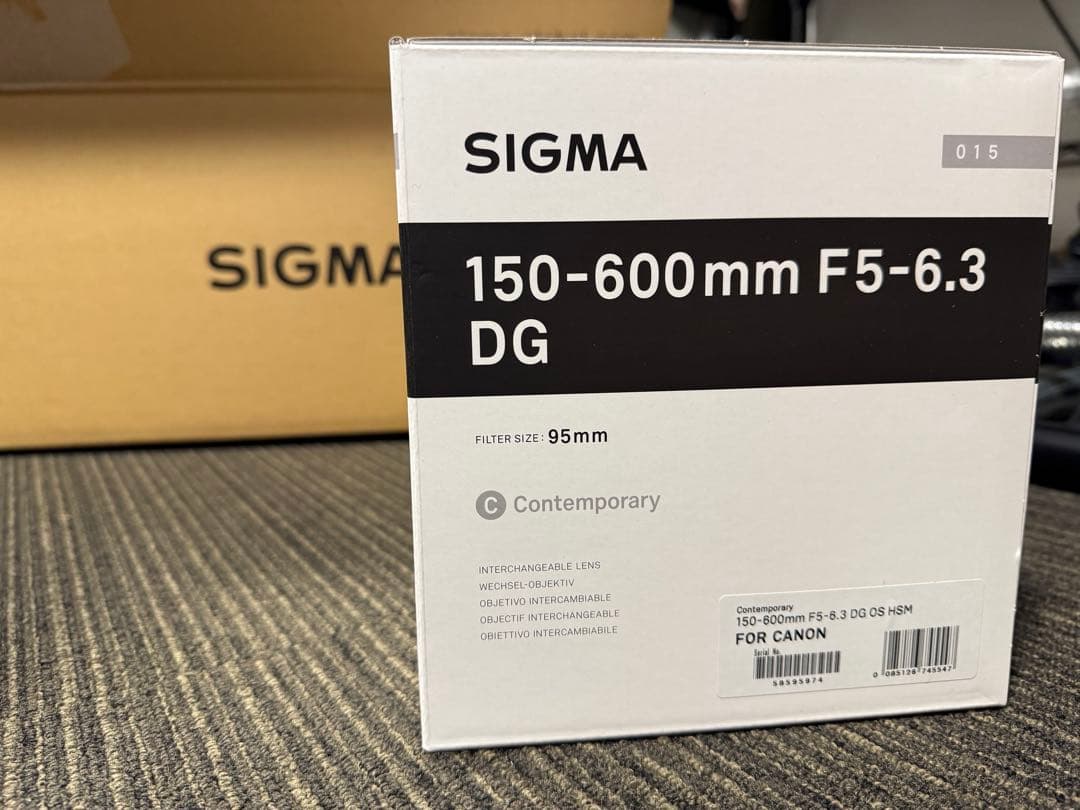 SIGMA
015
150-600mm F5-6.3
DG
FILTER SIZE: 95mm
C Contemporary
INTERCHANGEABLE LENS
WECHSEL-OBJEKTIV
OBJETIVO INTERCAMBIABLE
OBJECTIF INTERCHANGEABLE
OBIETTIVO INTERCAMBIABILE
Contemporary
150-600mm F5-6.3 DG OS HSM
FOR CANON
Serial No.
58595974
0 085126 745547
SIGMA